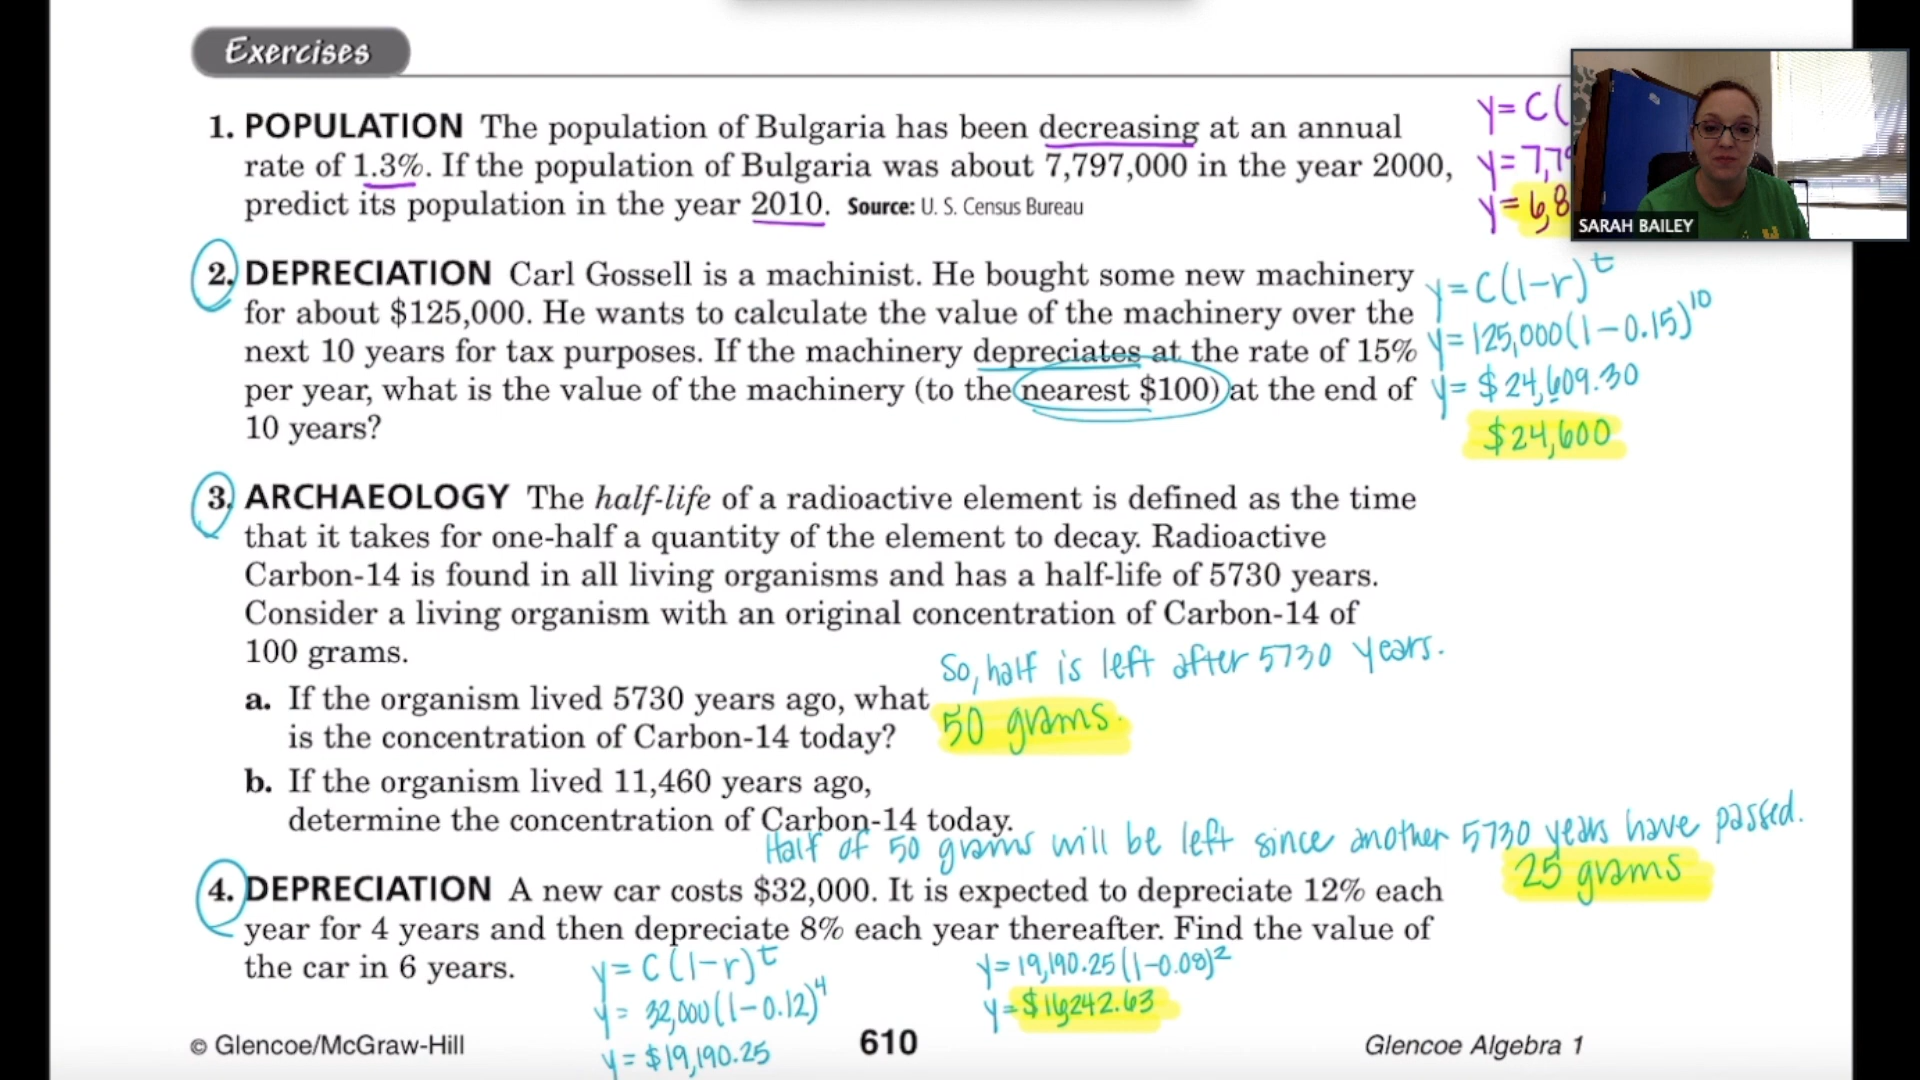 Exercises
1. POPULATION The population of Bulgaria has been decreasing at an annual
rate of 1.3%. If the population of Bulgaria was about 7,797,000 in the year 2000,
predict its population in the year 2010. Source: U. S. Census Bureau
y=C(
y=7,79
y=6,8
SARAH BAILEY
2. DEPRECIATION Carl Gossell is a machinist. He bought some new machinery
for about $125,000. He wants to calculate the value of the machinery over the
next 10 years for tax purposes. If the machinery depreciates at the rate of 15%
per year, what is the value of the machinery (to the nearest $100) at the end of
10 years?
y=C(1-r)^t
y=125,000(1-0.15)^10
y=$24,609.30
$24,600
3. ARCHAEOLOGY The half-life of a radioactive element is defined as the time
that it takes for one-half a quantity of the element to decay. Radioactive
Carbon-14 is found in all living organisms and has a half-life of 5730 years.
Consider a living organism with an original concentration of Carbon-14 of
100 grams.
So, half is left after 5730 years.
a. If the organism lived 5730 years ago, what
is the concentration of Carbon-14 today?
50 grams.
b. If the organism lived 11,460 years ago,
determine the concentration of Carbon-14 today.
Half of 50 grams will be left since another 5730 years have passed.
25 grams
4. DEPRECIATION A new car costs $32,000. It is expected to depreciate 12% each
year for 4 years and then depreciate 8% each year thereafter. Find the value of
the car in 6 years.
y=C(1-r)^t
y=32,000(1-0.12)^4
y=$19,190.25
y=19,190.25(1-0.08)^2
y=$16,242.63
© Glencoe/McGraw-Hill
610
Glencoe Algebra 1